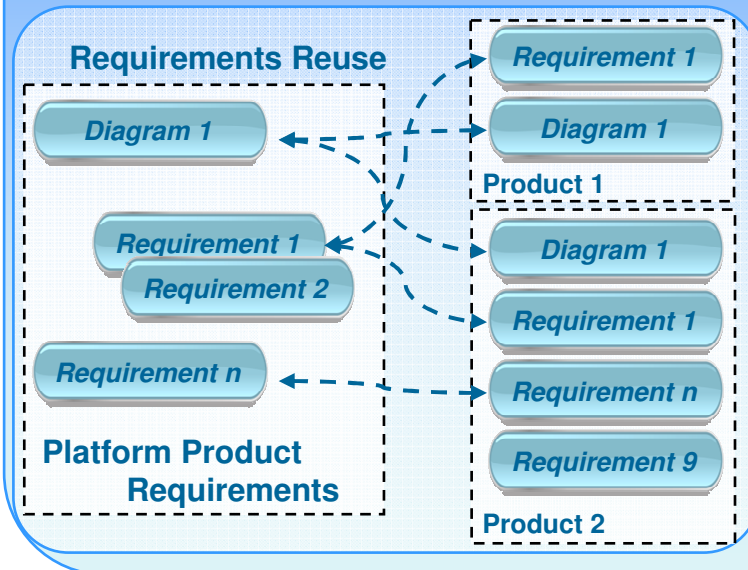 Requirements Reuse
Diagram 1
Requirement 1
Requirement 2
Requirement n
Platform Product
Requirements
Requirement 1
Diagram 1
Product 1
Diagram 1
Requirement 1
Requirement n
Requirement 9
Product 2